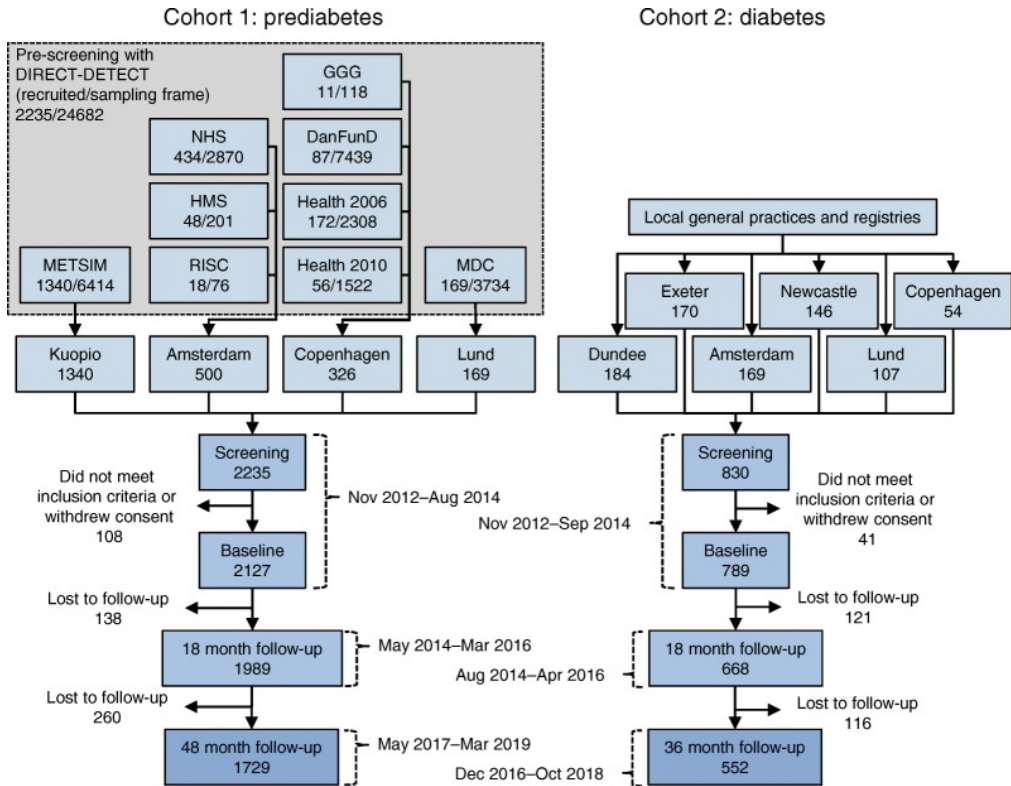 Cohort 1: prediabetes
Pre-screening with
DIRECT-DETECT
(recruited/sampling frame)
2235/24682
GGG
11/118
NHS
434/2870
DanFunD
87/7439
HMS
48/201
Health 2006
172/2308
METSIM
1340/6414
RISC
18/76
Health 2010
56/1522
MDC
169/3734
Kuopio
1340
Amsterdam
500
Copenhagen
326
Lund
169
Screening
2235
Did not meet
inclusion criteria or
withdrew consent
108
Nov 2012–Aug 2014
Baseline
2127
Lost to follow-up
138
18 month follow-up
1989
May 2014–Mar 2016
Lost to follow-up
260
48 month follow-up
1729
May 2017–Mar 2019
Cohort 2: diabetes
Local general practices and registries
Exeter
170
Newcastle
146
Copenhagen
54
Dundee
184
Amsterdam
169
Lund
107
Screening
830
Did not meet
inclusion criteria or
withdrew consent
41
Nov 2012–Sep 2014
Baseline
789
Lost to follow-up
121
18 month follow-up
668
Aug 2014–Apr 2016
Lost to follow-up
116
36 month follow-up
552
Dec 2016–Oct 2018